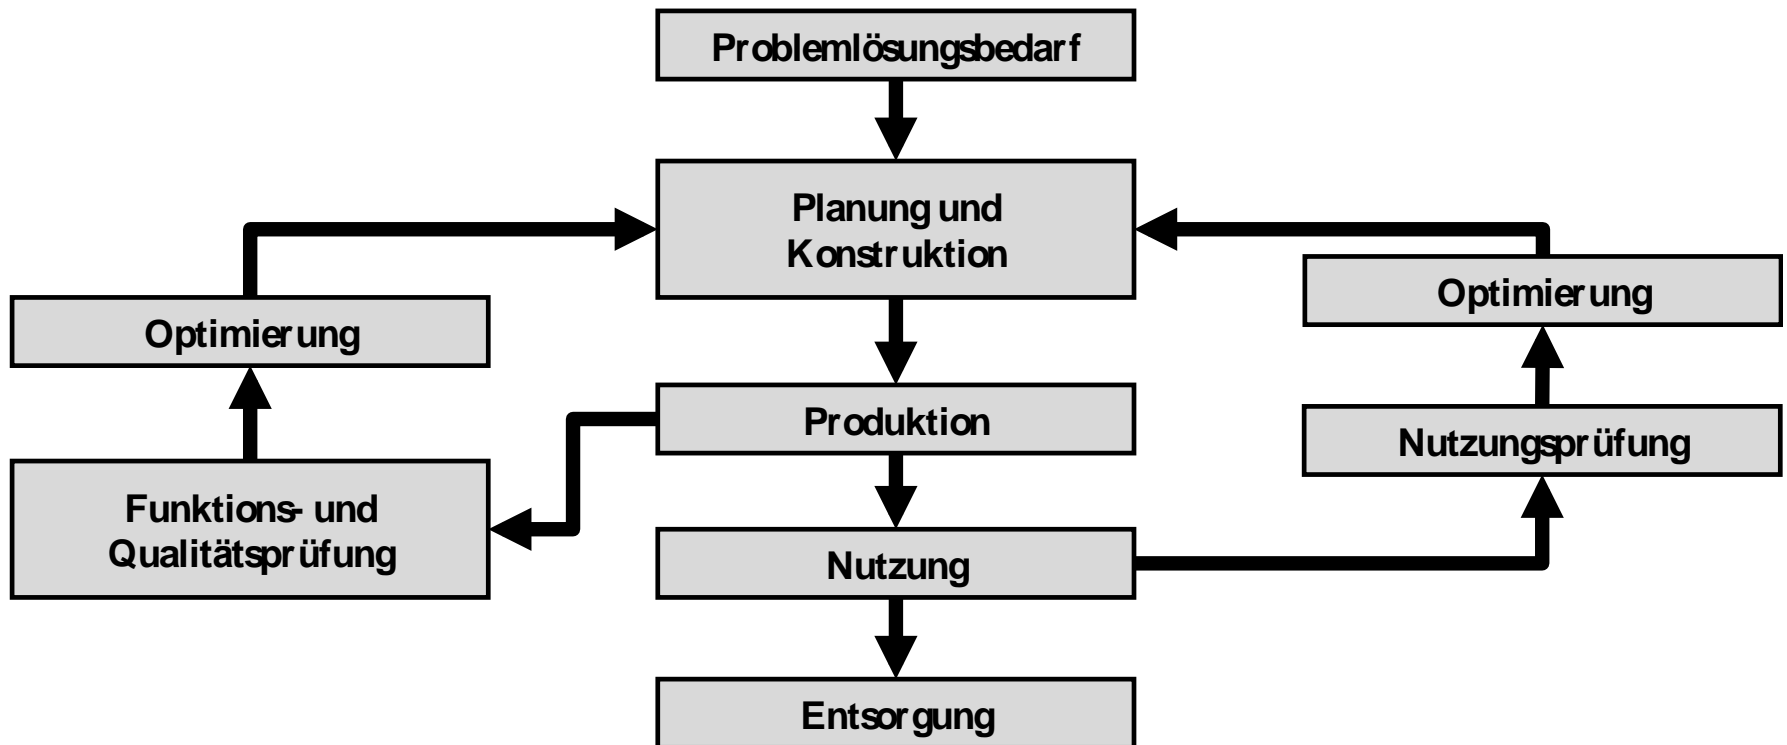 Problemlösungsbedarf
Planung und
Konstruktion
Optimierung
Optimierung
Produktion
Nutzungsprüfung
Funktions- und
Qualitätsprüfung
Nutzung
Entsorgung